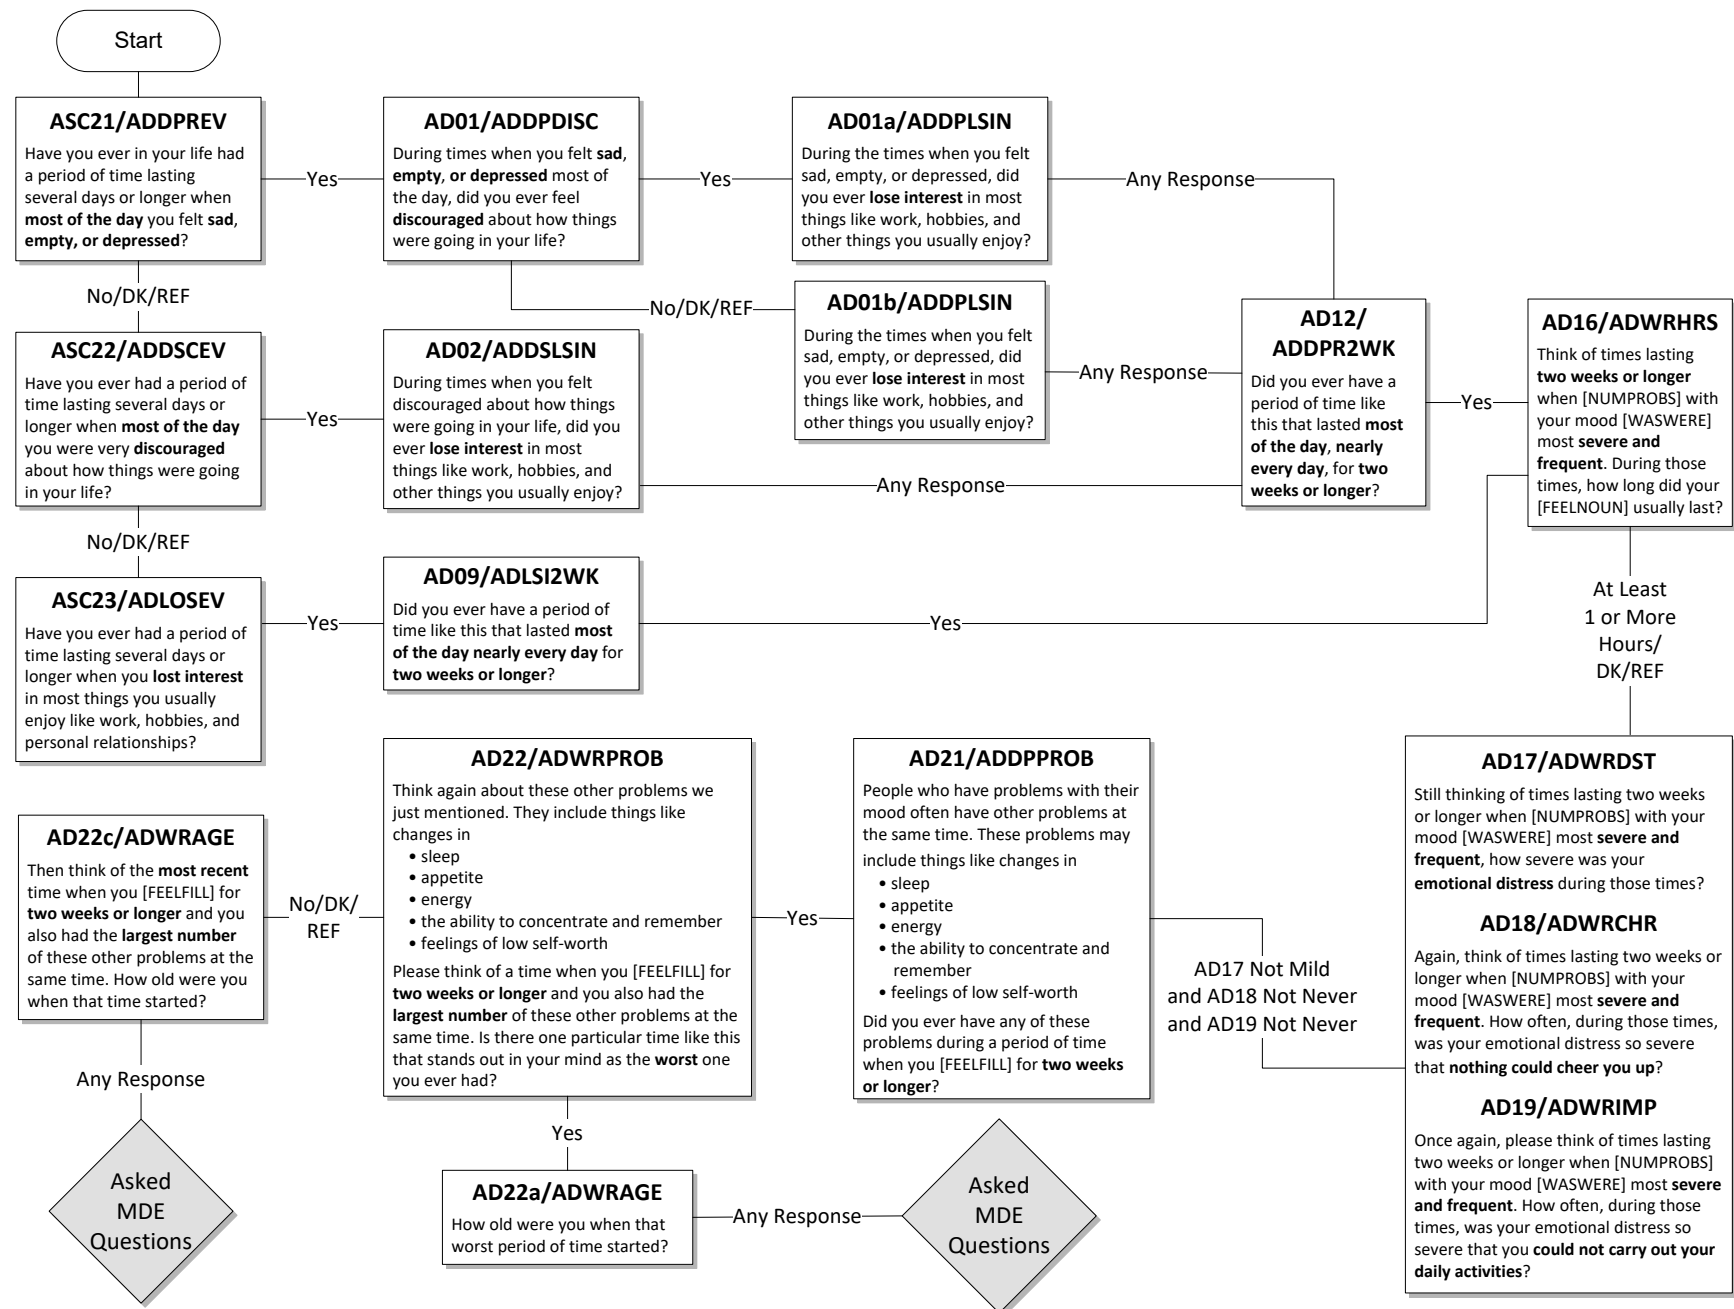 Start
ASC21/ADDPREV
Have you ever in your life had
a period of time lasting
several days or longer when
most of the day you felt sad,
empty, or depressed?
Yes
AD01/ADDPDISC
During times when you felt sad,
empty, or depressed most of
the day, did you ever feel
discouraged about how things
were going in your life?
Yes
AD01a/ADDPLSIN
During the times when you felt
sad, empty, or depressed, did
you ever lose interest in most
things like work, hobbies, and
other things you usually enjoy?
Any Response
No/DK/REF
No/DK/REF
AD01b/ADDPLSIN
During the times when you felt
sad, empty, or depressed, did
you ever lose interest in most
things like work, hobbies, and
other things you usually enjoy?
Any Response
ASC22/ADDSCEV
Have you ever had a period of
time lasting several days or
longer when most of the day
you were very discouraged
about how things were going
in your life?
Yes
AD02/ADDSLSIN
During times when you felt
discouraged about how things
were going in your life, did you
ever lose interest in most
things like work, hobbies, and
other things you usually enjoy?
Any Response
AD12/
ADDPR2WK
Did you ever have a
period of time like
this that lasted most
of the day, nearly
every day, for two
weeks or longer?
Yes
AD16/ADWRHRS
Think of times lasting
two weeks or longer
when [NUMPROBS] with
your mood [WASWERE]
most severe and
frequent. During those
times, how long did your
[FEELNOUN] usually last?
No/DK/REF
ASC23/ADLOSEV
Have you ever had a period of
time lasting several days or
longer when you lost interest
in most things you usually
enjoy like work, hobbies, and
personal relationships?
Yes
AD09/ADLSI2WK
Did you ever have a period of
time like this that lasted most
of the day nearly every day for
two weeks or longer?
Yes
At Least
1 or More
Hours/
DK/REF
AD17/ADWRDST
Still thinking of times lasting two weeks
or longer when [NUMPROBS] with your
mood [WASWERE] most severe and
frequent, how severe was your
emotional distress during those times?
AD18/ADWRCHR
Again, think of times lasting two weeks or
longer when [NUMPROBS] with your
mood [WASWERE] most severe and
frequent. How often, during those times,
was your emotional distress so severe
that nothing could cheer you up?
AD19/ADWRIMP
Once again, please think of times lasting
two weeks or longer when [NUMPROBS]
with your mood [WASWERE] most severe
and frequent. How often, during those
times, was your emotional distress so
severe that you could not carry out your
daily activities?
AD17 Not Mild
and AD18 Not Never
and AD19 Not Never
AD21/ADDPPROB
People who have problems with their
mood often have other problems at
the same time. These problems may
include things like changes in
• sleep
• appetite
• energy
• the ability to concentrate and
remember
• feelings of low self-worth
Did you ever have any of these
problems during a period of time
when you [FEELFILL] for two weeks
or longer?
Yes
AD22/ADWRPROB
Think again about these other problems we
just mentioned. They include things like
changes in
• sleep
• appetite
• energy
• the ability to concentrate and remember
• feelings of low self-worth
Please think of a time when you [FEELFILL] for
two weeks or longer and you also had the
largest number of these other problems at the
same time. Is there one particular time like this
that stands out in your mind as the worst one
you ever had?
No/DK/
REF
AD22c/ADWRAGE
Then think of the most recent
time when you [FEELFILL] for
two weeks or longer and you
also had the largest number
of these other problems at the
same time. How old were you
when that time started?
Any Response
Asked
MDE
Questions
Yes
AD22a/ADWRAGE
How old were you when that
worst period of time started?
Any Response
Asked
MDE
Questions